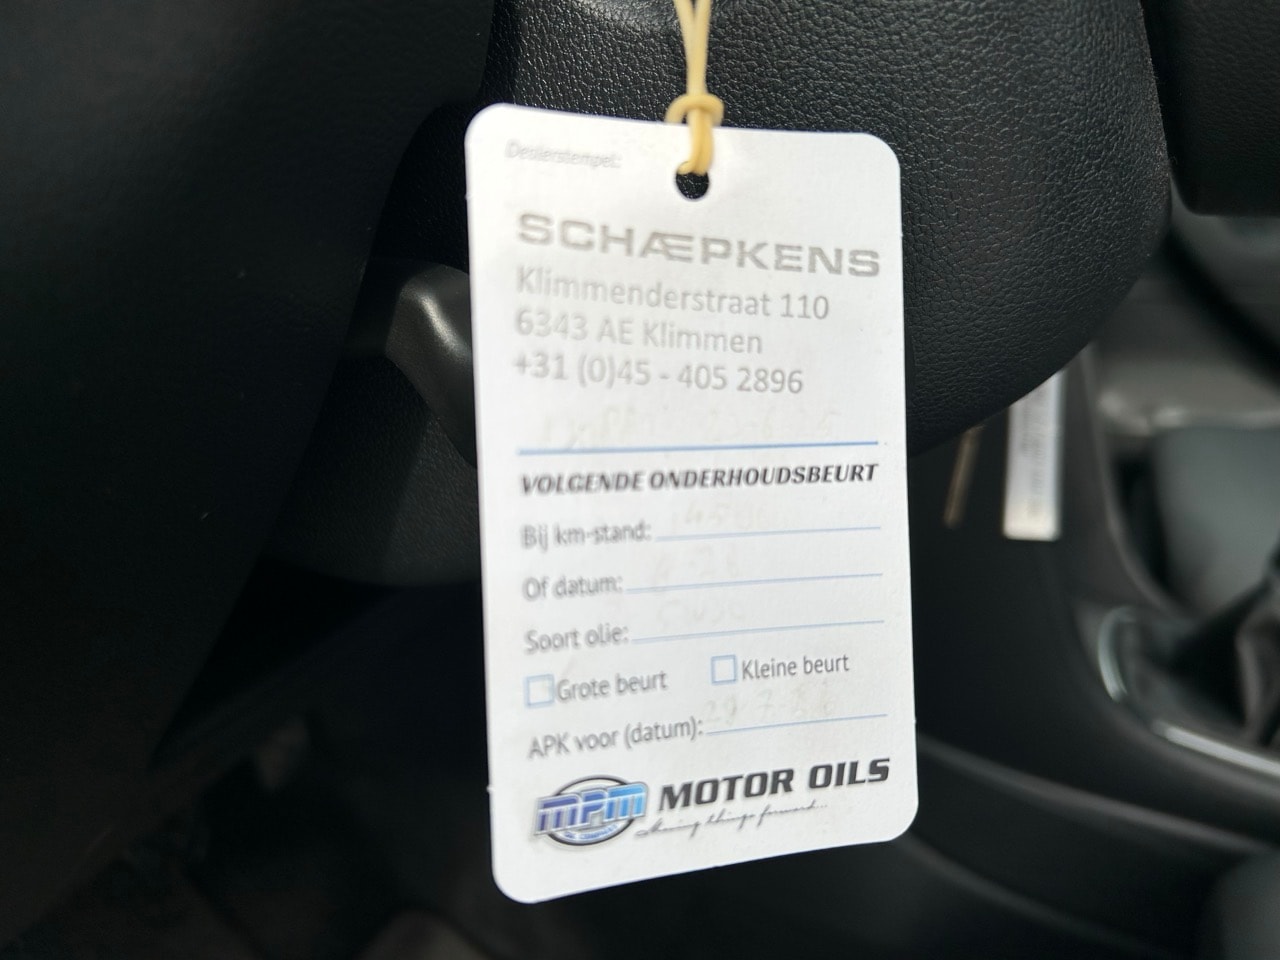 Dealerstempel:
SCHÆPKENS
Klimmenderstraat 110
6343 AE Klimmen
+31 (0)45 - 405 2896
VOLGENDE ONDERHOUDSBEURT
Bij km-stand:
Of datum:
Soort olie:
Grote beurt Kleine beurt
APK voor (datum):
MPM MOTOR OILS